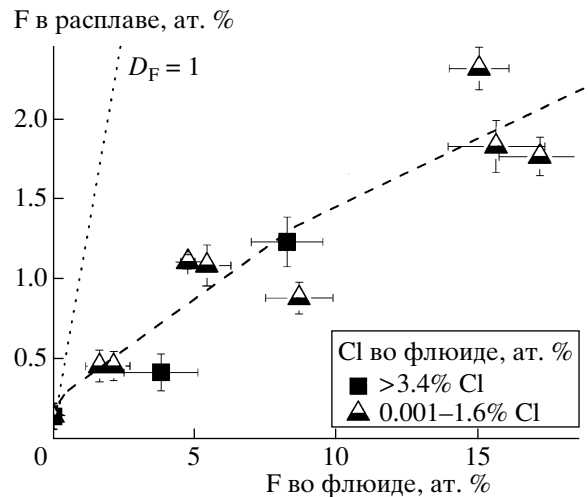 F в расплаве, ат. %
D_F = 1
2.0
1.5
1.0
0.5
0
5
10
15
Cl во флюиде, ат. %
>3.4% Cl
0.001–1.6% Cl
F во флюиде, ат. %